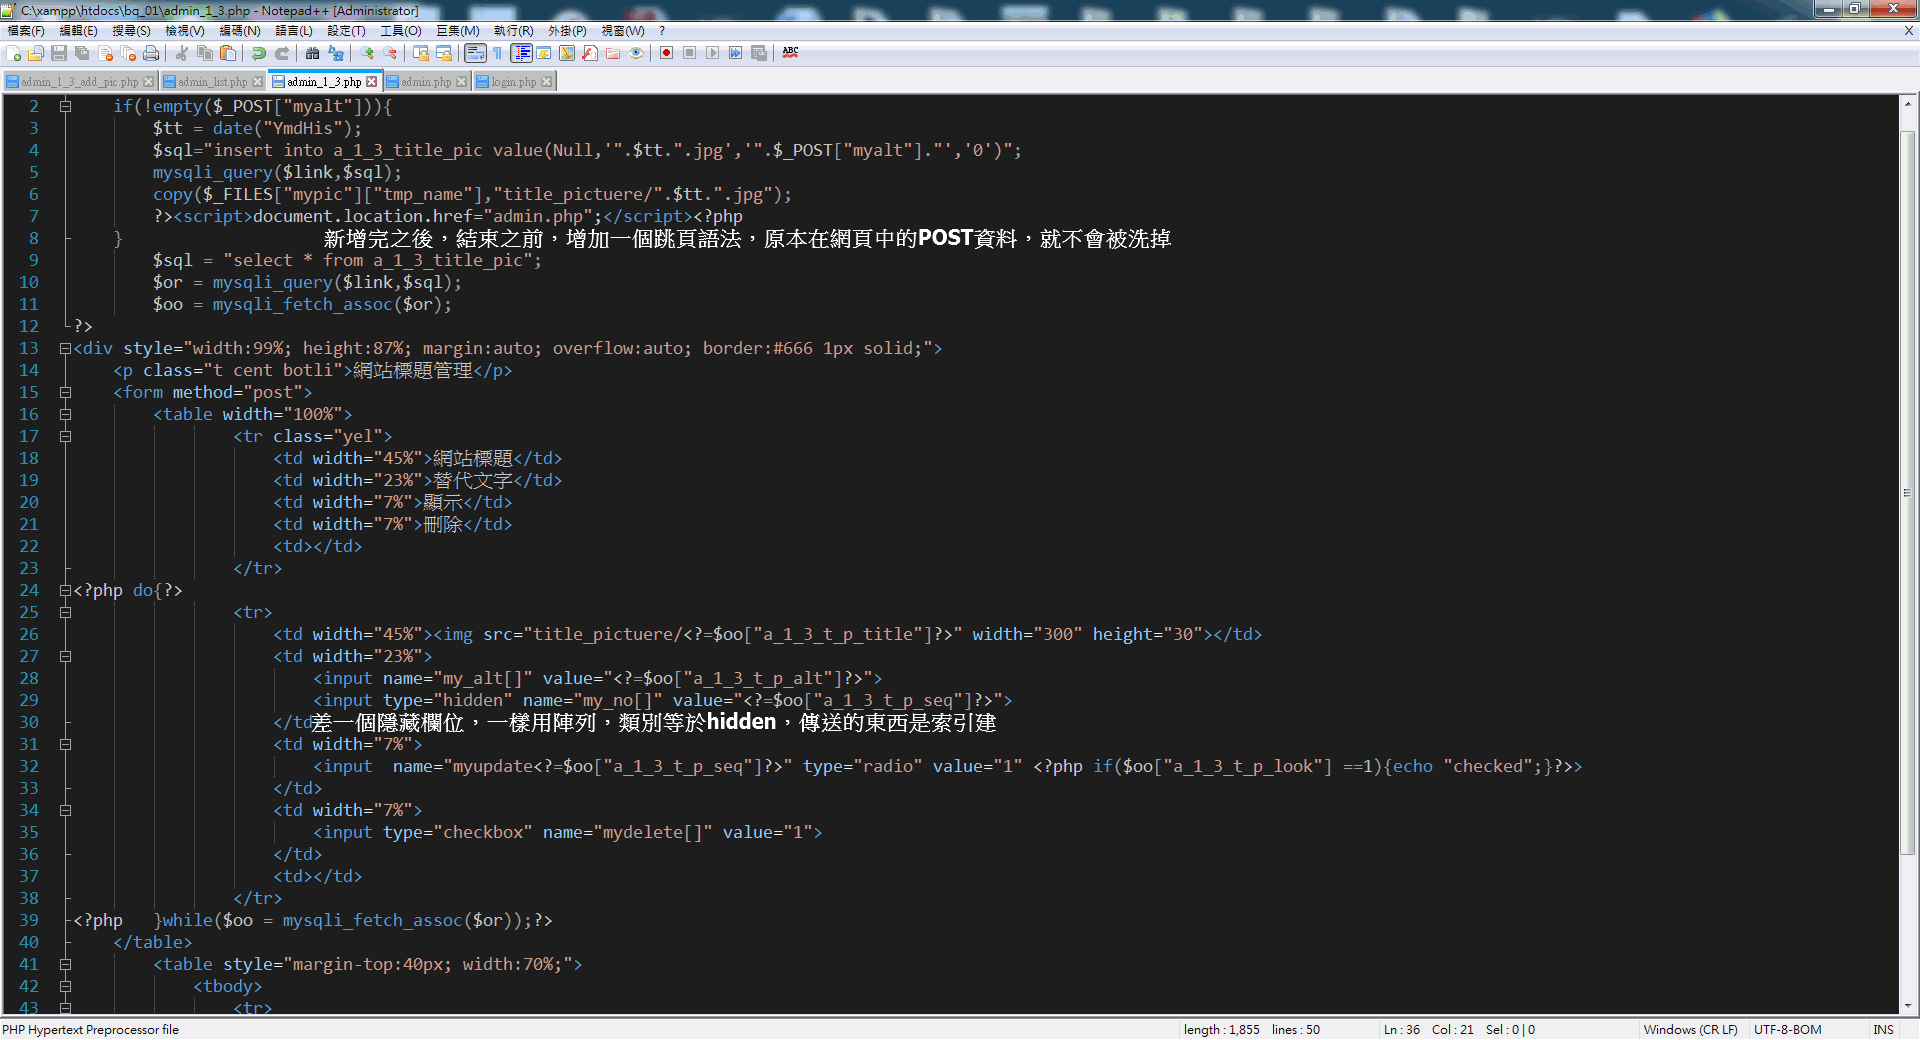 C:\xampp\htdocs\bq_01\admin_1_3.php - Notepad++ [Administrator]
檔案(F) 編輯(E) 搜尋(S) 檢視(V) 編碼(N) 語言(L) 設定(T) 工具(O) 巨集(M) 執行(R) 外掛(P) 視窗(W) ? X
admin_1_3_add_pic.php admin_list.php admin_1_3.php admin.php login.php
2 if(!empty($_POST["myalt"])){
3 $tt = date("YmdHis");
4 $sql="insert into a_1_3_title_pic value(Null,'".$tt.".jpg','".$_POST["myalt"]."','0')";
5 mysqli_query($link,$sql);
6 copy($_FILES["mypic"]["tmp_name"],"title_pictuere/".$tt.".jpg");
7 ?><script>document.location.href="admin.php";</script><?php
8 } 新增完之後，結束之前，增加一個跳頁語法，原本在網頁中的POST資料，就不會被洗掉
9 $sql = "select * from a_1_3_title_pic";
10 $or = mysqli_query($link,$sql);
11 $oo = mysqli_fetch_assoc($or);
12 ?>
13 <div style="width:99%; height:87%; margin:auto; overflow:auto; border:#666 1px solid;">
14 <p class="t cent botli">網站標題管理</p>
15 <form method="post">
16 <table width="100%">
17 <tr class="yel">
18 <td width="45%">網站標題</td>
19 <td width="23%">替代文字</td>
20 <td width="7%">顯示</td>
21 <td width="7%">刪除</td>
22 <td></td>
23 </tr>
24 <?php do{?>
25 <tr>
26 <td width="45%"><img src="title_pictuere/<?=$oo["a_1_3_t_p_title"]?>" width="300" height="30"></td>
27 <td width="23%">
28 <input name="my_alt[]" value="<?=$oo["a_1_3_t_p_alt"]?>">
29 <input type="hidden" name="my_no[]" value="<?=$oo["a_1_3_t_p_seq"]?>">
30 </td 差一個隱藏欄位，一樣用陣列，類別等於hidden，傳送的東西是索引建
31 <td width="7%">
32 <input  name="myupdate<?=$oo["a_1_3_t_p_seq"]?>" type="radio" value="1" <?php if($oo["a_1_3_t_p_look"] ==1){echo "checked";}?>>
33 </td>
34 <td width="7%">
35 <input type="checkbox" name="mydelete[]" value="1">
36 </td>
37 <td></td>
38 </tr>
39 <?php   }while($oo = mysqli_fetch_assoc($or));?>
40 </table>
41 <table style="margin-top:40px; width:70%;">
42 <tbody>
43 <tr>
PHP Hypertext Preprocessor file length : 1,855 lines : 50 Ln : 36 Col : 21 Sel : 0 | 0 Windows (CR LF) UTF-8-BOM INS